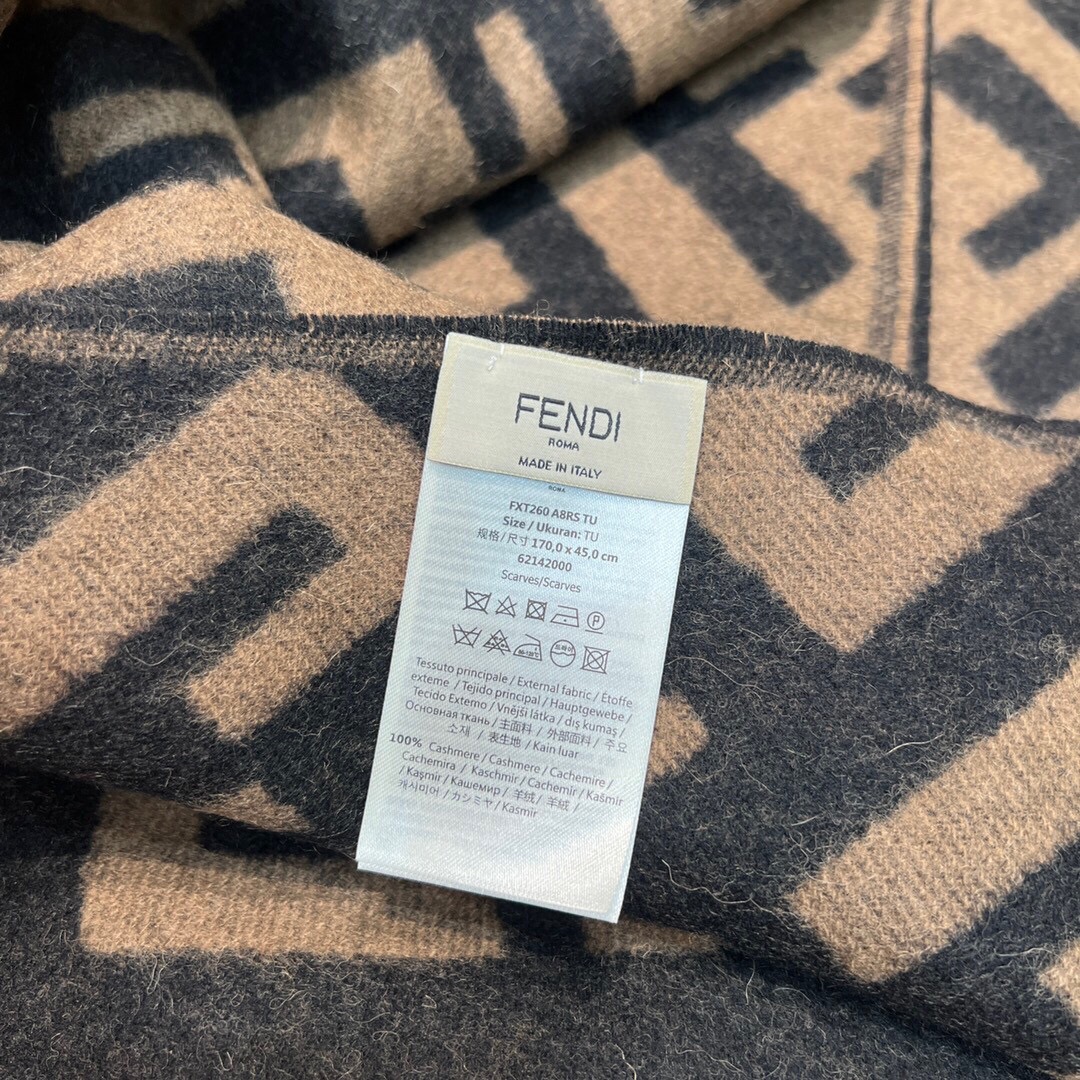 FENDI
ROMA
MADE IN ITALY
ROMA
FXT260 A8RS TU
Size / Ukuran: TU
规格/尺寸 170,0 x 45,0 cm
62142000
Scarves/Scarves
P
Tessuto principale / External fabric / Étoffe
externe / Tejido principal / Hauptgewebe /
Tecido Externo / Vnější látka / dış kumaş /
Основная ткань / 主面料 / 外部面料 / 주요
소재 / 表生地 / Kain luar
100% Cashmere / Cashmere / Cachemire /
Cachemira / Kaschmir / Cachemir / Kašmír
/ Kaşmir / Кашемир / 羊绒 / 羊絨 /
캐시미어 / カシミヤ / Kasmir